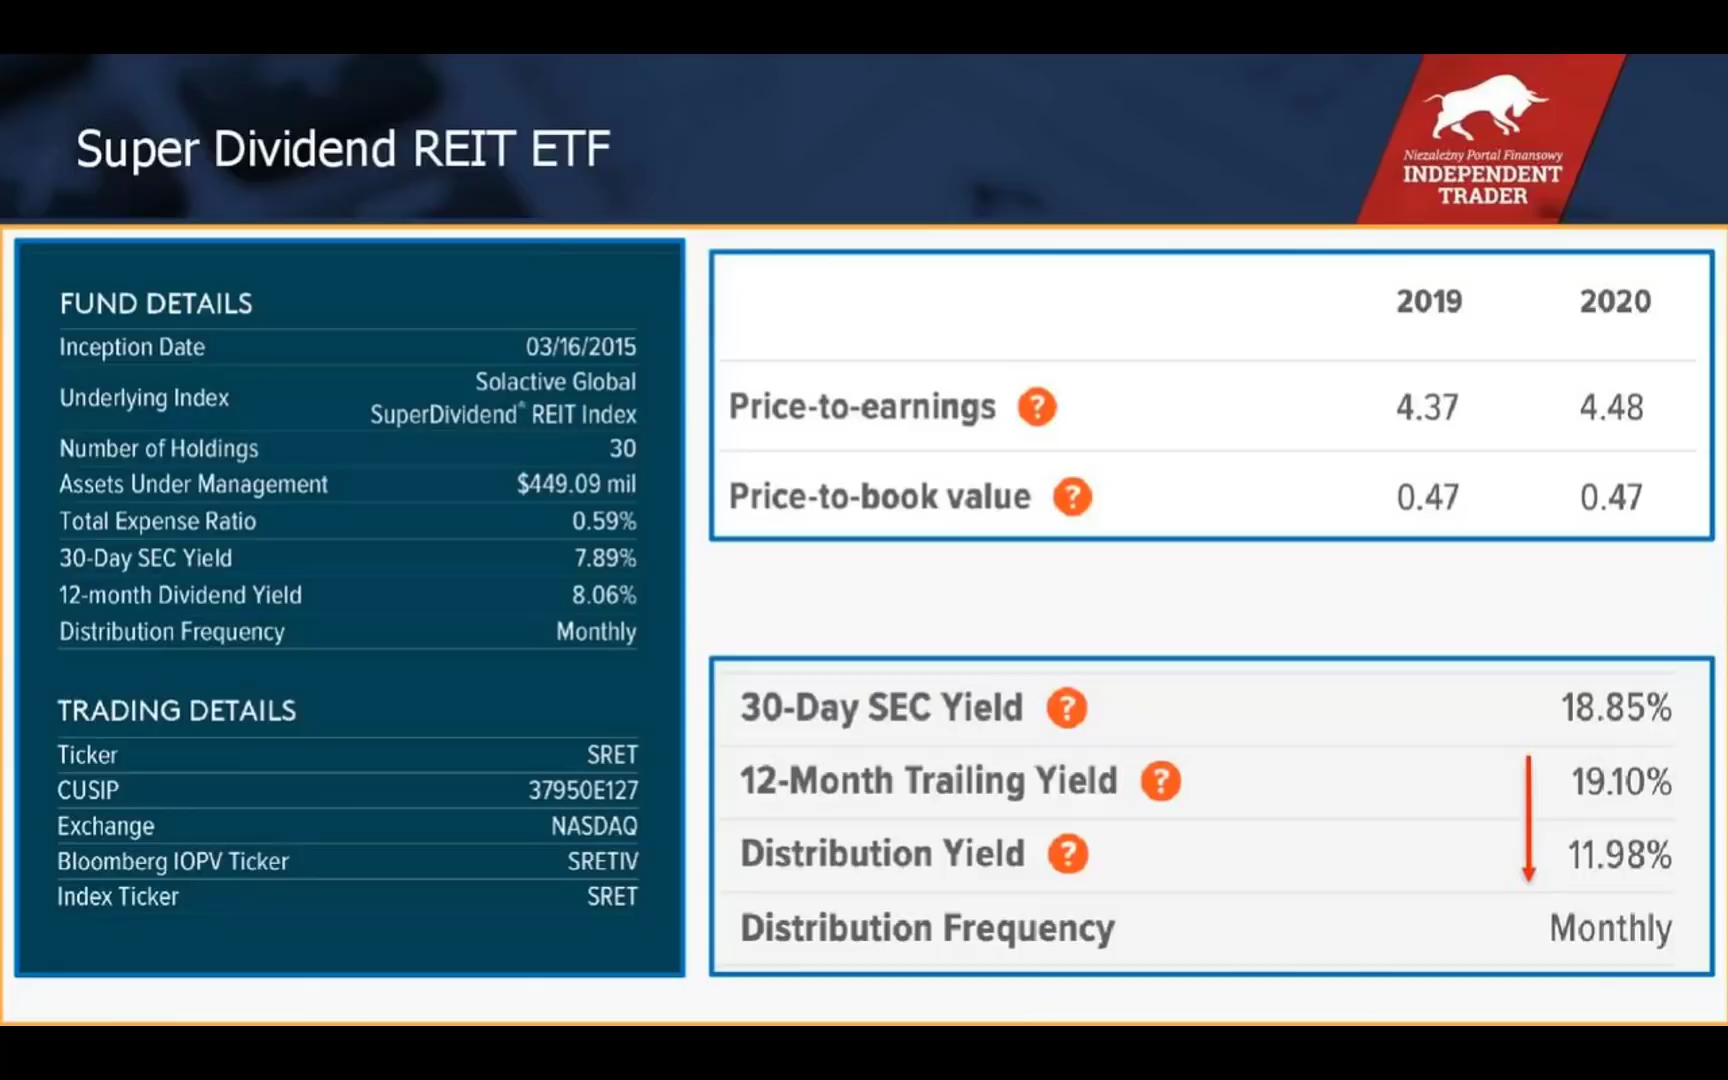 Super Dividend REIT ETF
Niezależny Portal Finansowy
INDEPENDENT
TRADER
FUND DETAILS
Inception Date 03/16/2015
Underlying Index Solactive Global
SuperDividend® REIT Index
Number of Holdings 30
Assets Under Management $449.09 mil
Total Expense Ratio 0.59%
30-Day SEC Yield 7.89%
12-month Dividend Yield 8.06%
Distribution Frequency Monthly
TRADING DETAILS
Ticker SRET
CUSIP 37950E127
Exchange NASDAQ
Bloomberg IOPV Ticker SRETIV
Index Ticker SRET
2019 2020
Price-to-earnings ? 4.37 4.48
Price-to-book value ? 0.47 0.47
30-Day SEC Yield ? 18.85%
12-Month Trailing Yield ? 19.10%
Distribution Yield ? 11.98%
Distribution Frequency Monthly